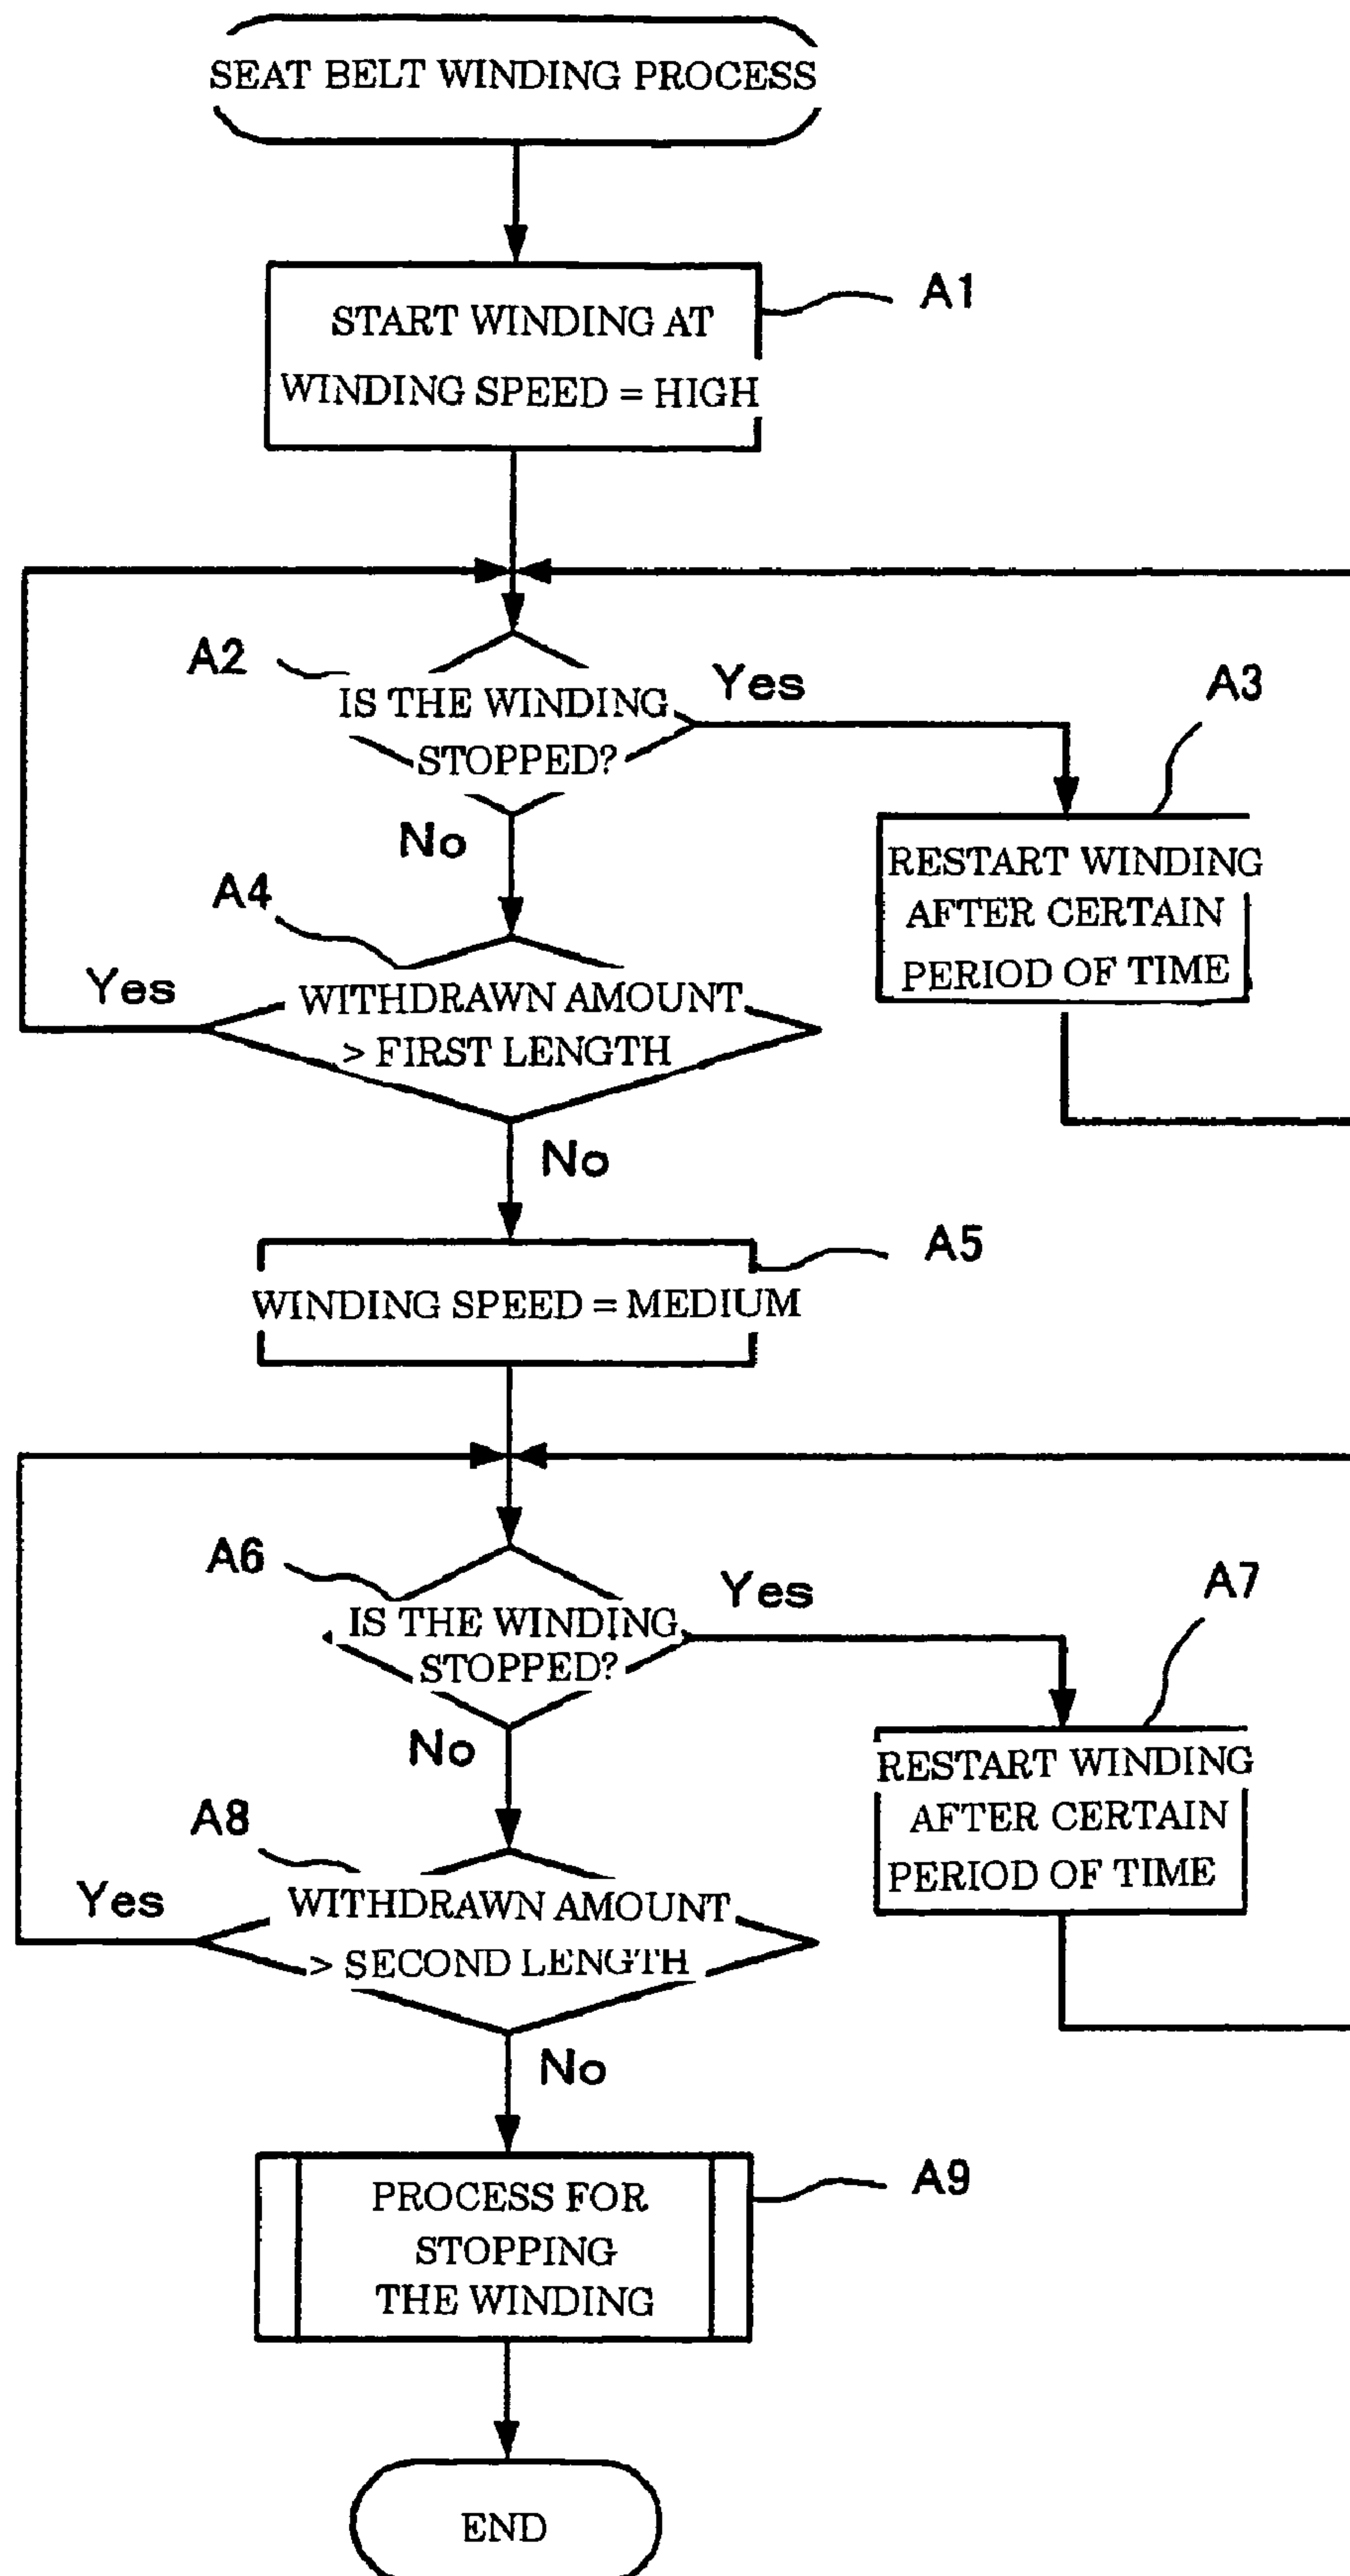 SEAT BELT WINDING PROCESS
START WINDING AT
WINDING SPEED = HIGH
A1
A2
IS THE WINDING
STOPPED?
Yes
No
A3
RESTART WINDING
AFTER CERTAIN
PERIOD OF TIME
A4
Yes
WITHDRAWN AMOUNT
> FIRST LENGTH
No
A5
WINDING SPEED = MEDIUM
A6
IS THE WINDING
STOPPED?
Yes
No
A7
RESTART WINDING
AFTER CERTAIN
PERIOD OF TIME
A8
Yes
WITHDRAWN AMOUNT
> SECOND LENGTH
No
A9
PROCESS FOR
STOPPING
THE WINDING
END